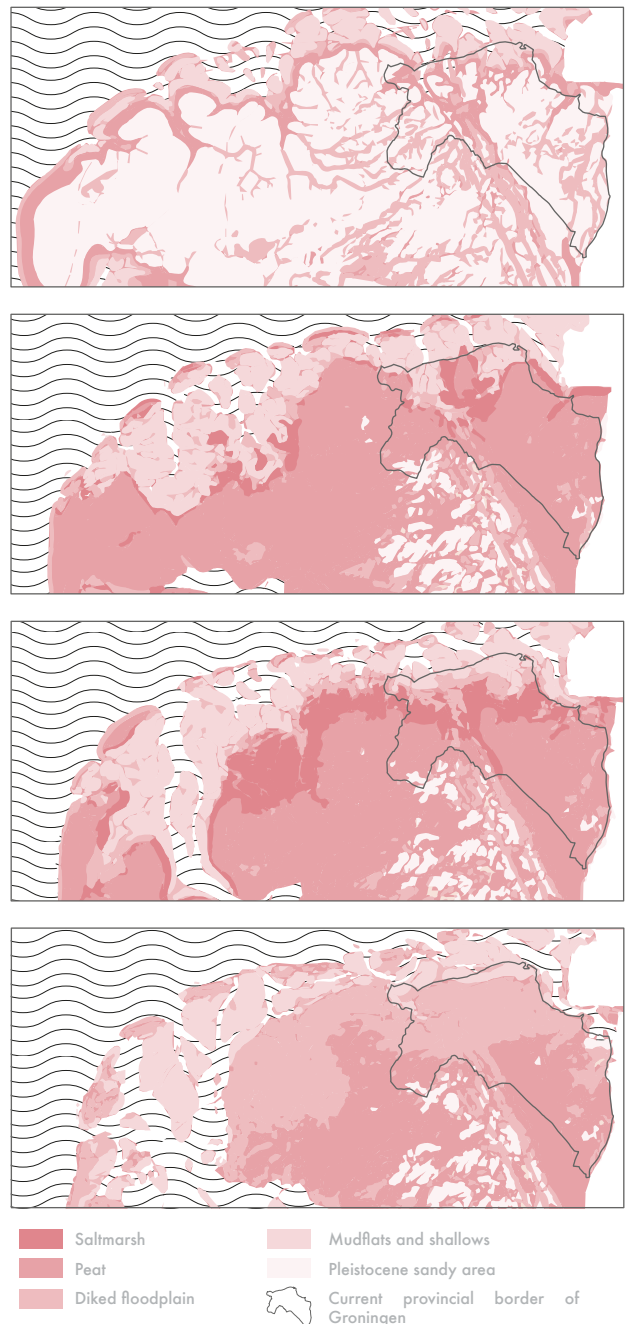 Saltmarsh
Peat
Diked floodplain
Mudflats and shallows
Pleistocene sandy area
Current provincial border of
Groningen